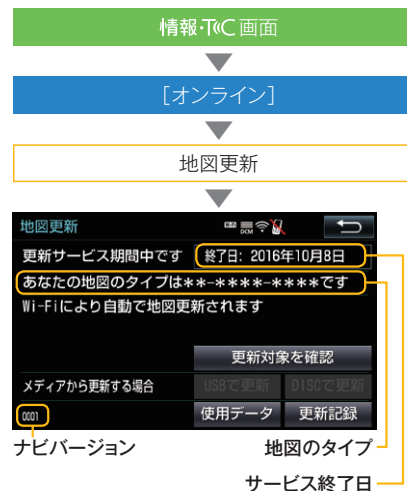 情報・T∞C 画面
[オンライン]
地図更新
地図更新 DCM
更新サービス期間中です 終了日: 2016年10月8日
あなたの地図のタイプは**-****-****です
Wi-Fiにより自動で地図更新されます
更新対象を確認
メディアから更新する場合 USBで更新 DISCで更新
0001 使用データ 更新記録
ナビバージョン 地図のタイプ
サービス終了日